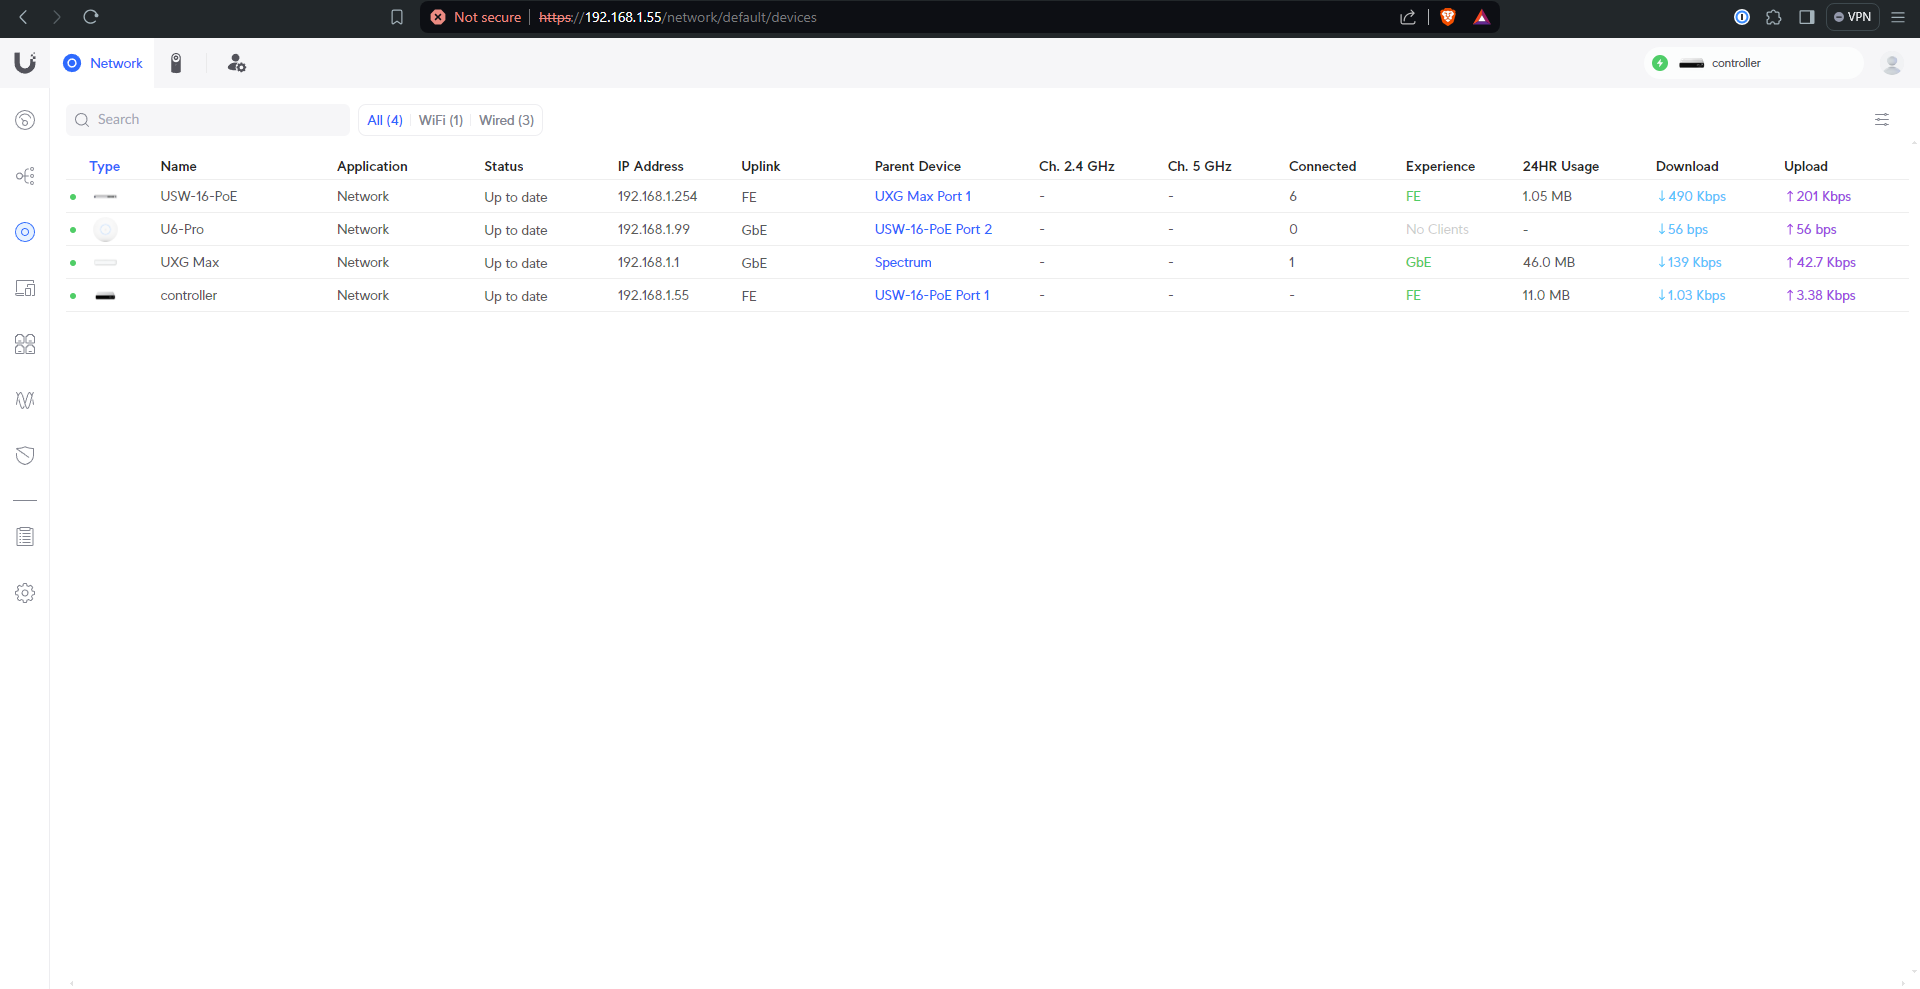 Not secure https://192.168.1.55/network/default/devices VPN
Network controller
Search All (4) WiFi (1) Wired (3)
Type Name Application Status IP Address Uplink Parent Device Ch. 2.4 GHz Ch. 5 GHz Connected Experience 24HR Usage Download Upload
USW-16-PoE Network Up to date 192.168.1.254 FE UXG Max Port 1 - - 6 FE 1.05 MB ↓490 Kbps ↑201 Kbps
U6-Pro Network Up to date 192.168.1.99 GbE USW-16-PoE Port 2 - - 0 No Clients - ↓56 bps ↑56 bps
UXG Max Network Up to date 192.168.1.1 GbE Spectrum - - 1 GbE 46.0 MB ↓139 Kbps ↑42.7 Kbps
controller Network Up to date 192.168.1.55 FE USW-16-PoE Port 1 - - - FE 11.0 MB ↓1.03 Kbps ↑3.38 Kbps